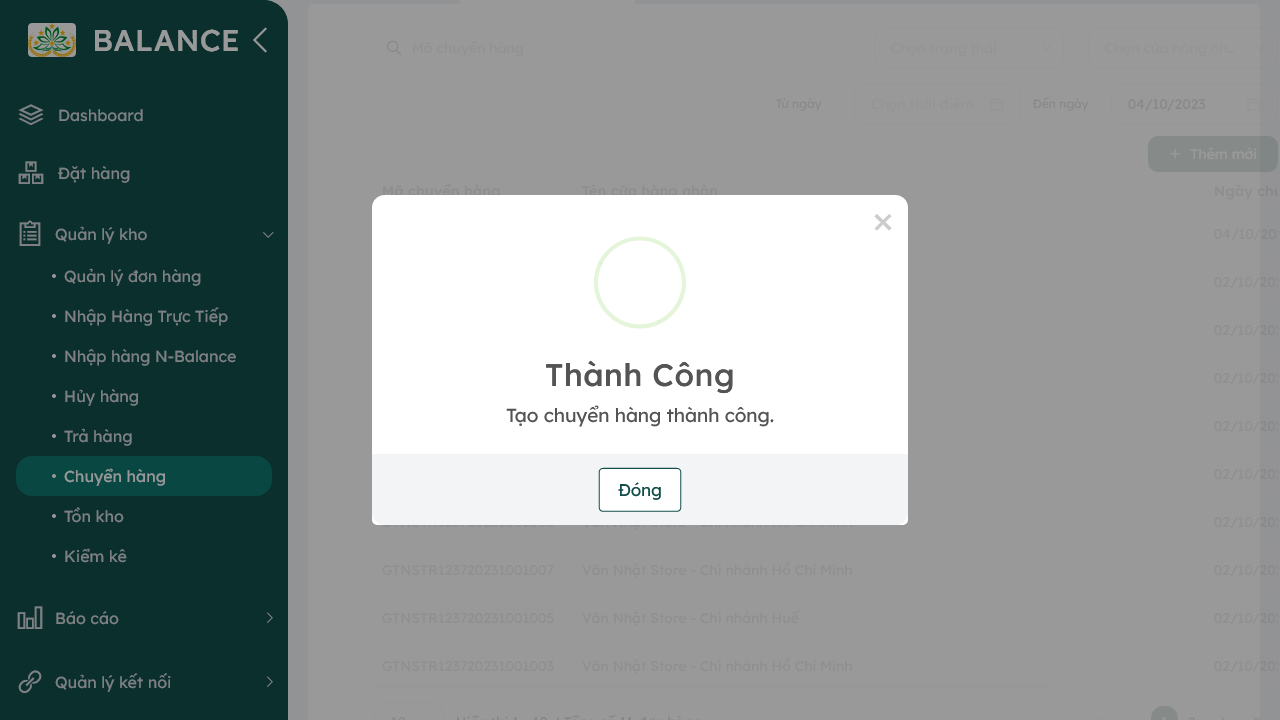 BALANCE
Dashboard
Đặt hàng
Quản lý kho
Quản lý đơn hàng
Nhập Hàng Trực Tiếp
Nhập hàng N-Balance
Hủy hàng
Trả hàng
Chuyển hàng
Tồn kho
Kiểm kê
Báo cáo
Quản lý kết nối
Mã chuyển hàng
Chọn trạng thái
Từ ngày
Chọn thời điểm
Đến ngày
04/10/2023
+ Thêm mới
Mã chuyển hàng
Tên cửa hàng nhận
04/10/20
02/10/20
02/10/20
02/10/20
02/10/20
02/10/20
02/10/20
GTNSTR123720231001007 Văn Nhật Store - Chi nhánh Hồ Chí Minh 02/10/20
GTNSTR123720231001005 Văn Nhật Store - Chi nhánh Huế 02/10/20
GTNSTR123720231001003 Văn Nhật Store - Chi nhánh Hồ Chí Minh 02/10/20
Thành Công
Tạo chuyển hàng thành công.
Đóng